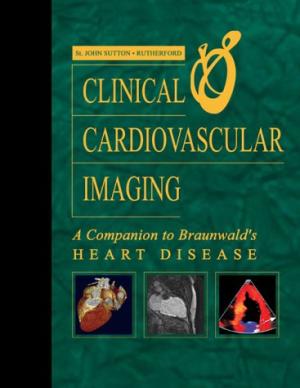 ST. JOHN SUTTON • RUTHERFORD
CLINICAL
CARDIOVASCULAR
IMAGING
A Companion to Braunwald's
HEART DISEASE